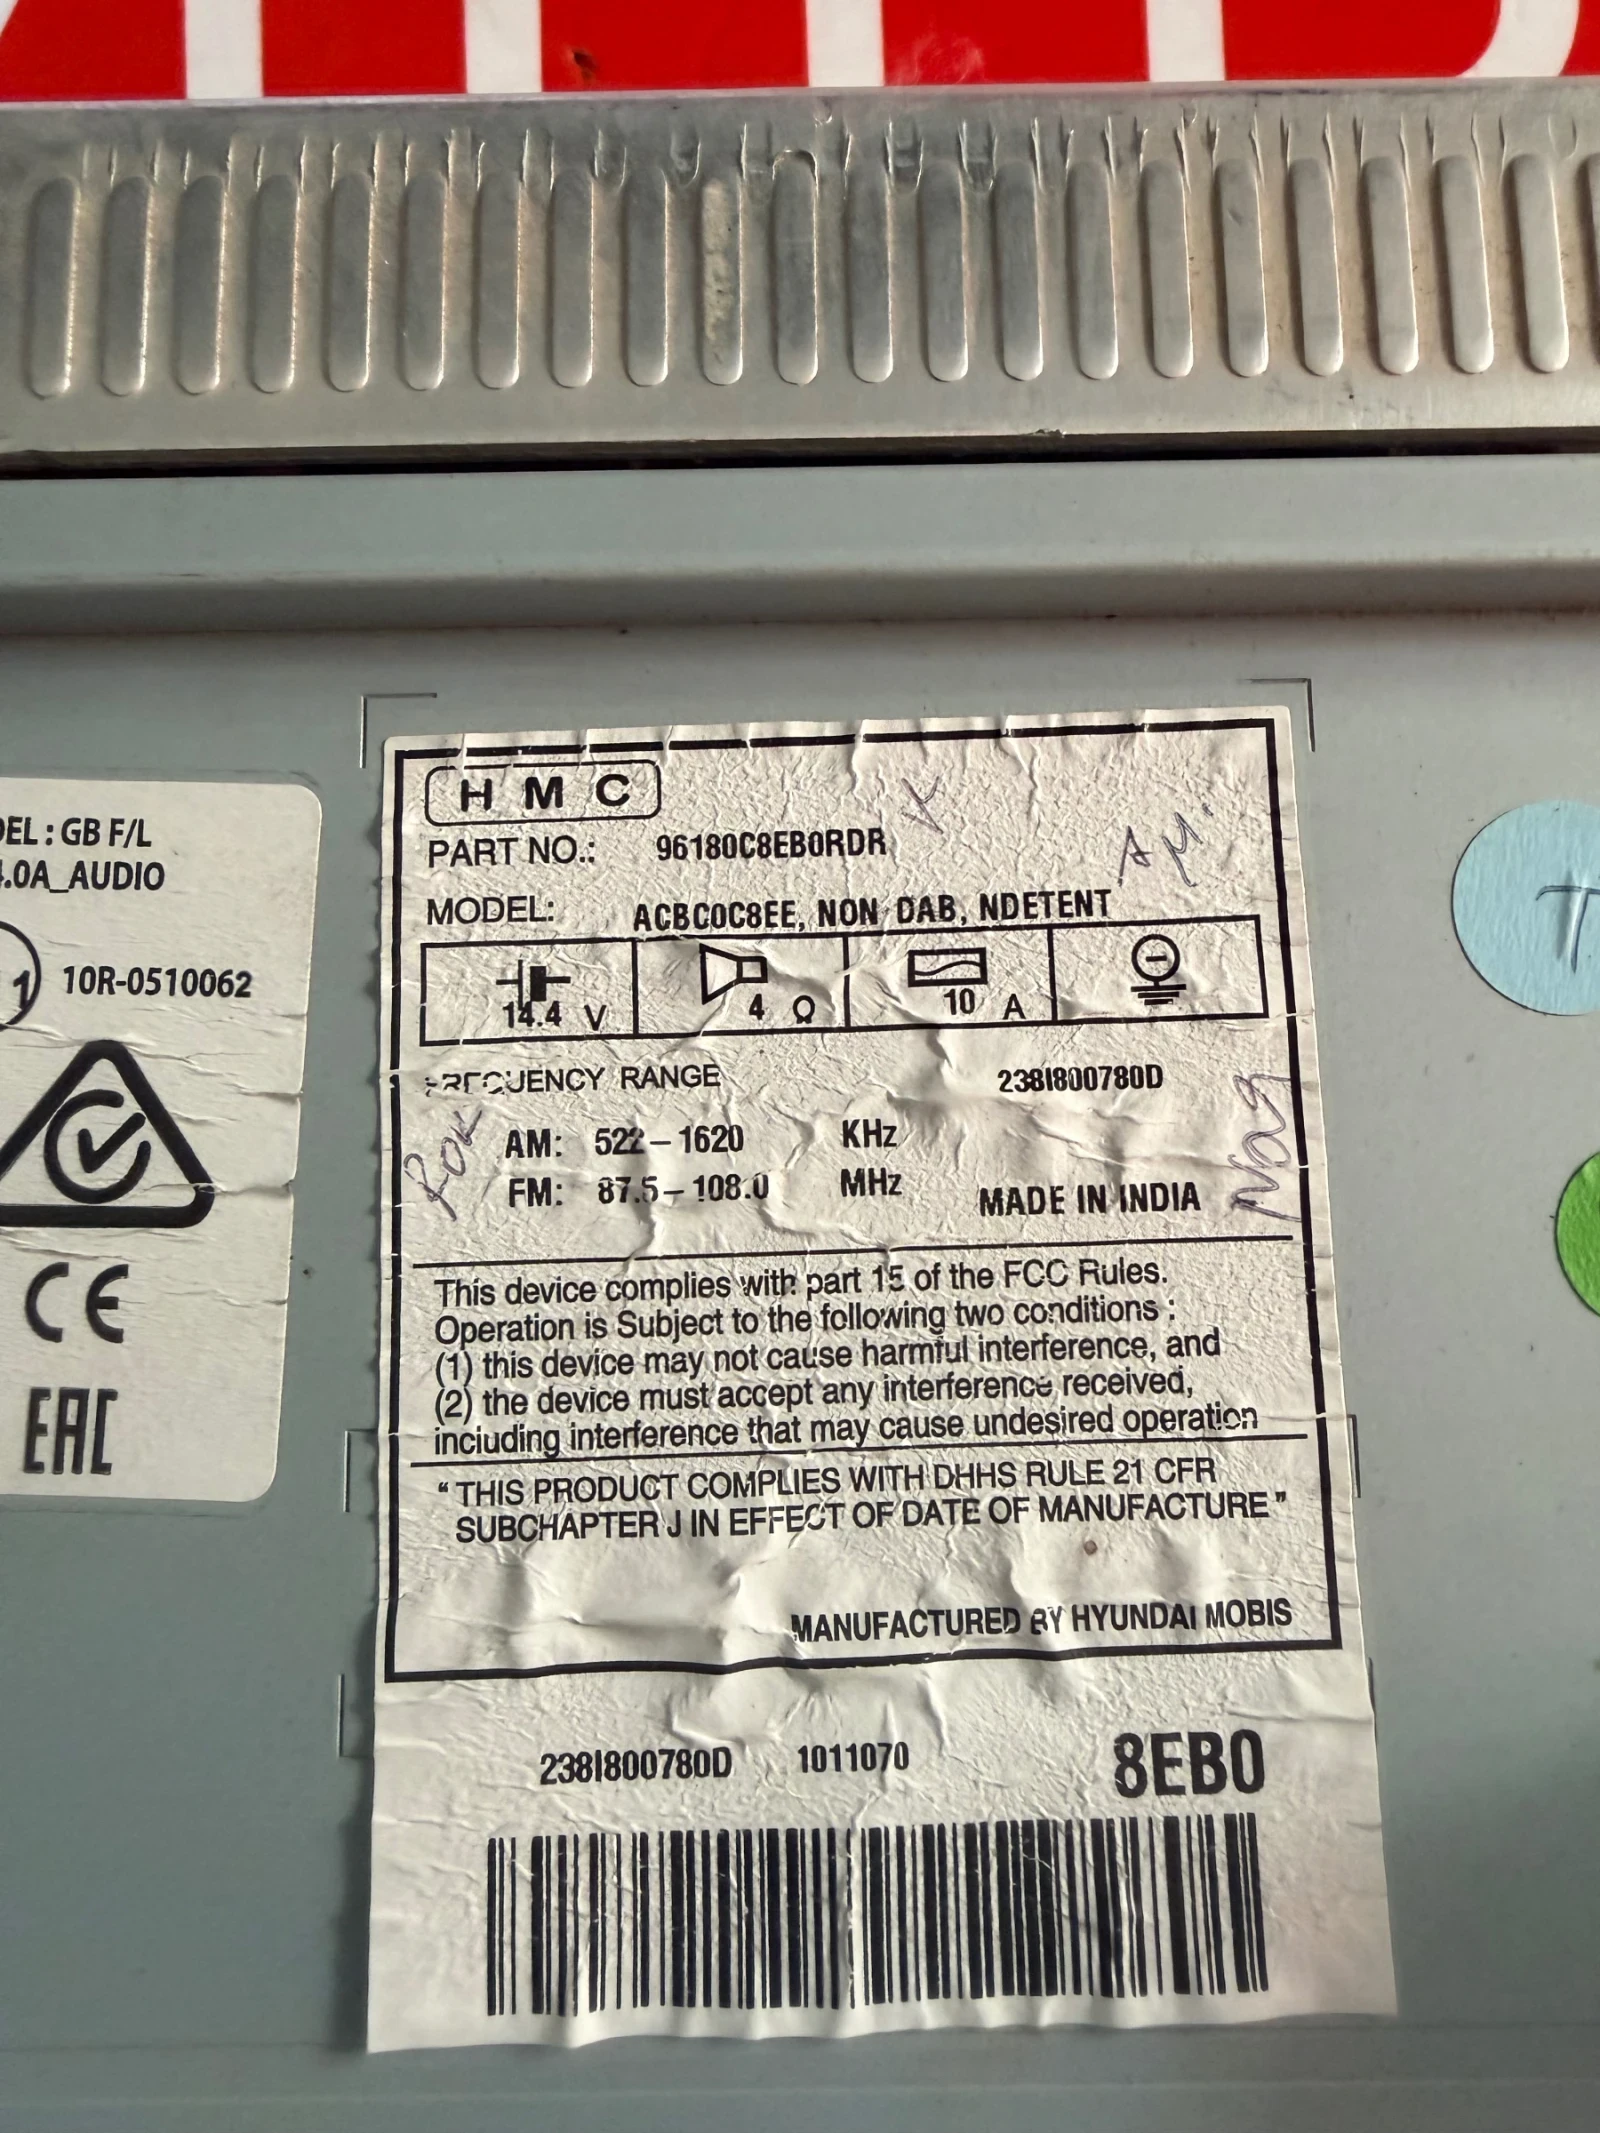 DEL : GB F/L
.0A_AUDIO
1 10R-0510062
CE
EAC
H M C
PART NO.: 96180C8EB0RDR K
A M.
MODEL: ACBC0C8EE, NON DAB, NDETENT
14.4 V 4 Ω 10 A
FREQUENCY RANGE 238I800780D
ROK
AM: 522–1620 KHz
FM: 87.5–108.0 MHz MADE IN INDIA
This device complies with part 15 of the FCC Rules.
Operation is Subject to the following two conditions :
(1) this device may not cause harmful interference, and
(2) the device must accept any interference received,
including interference that may cause undesired operation
“ THIS PRODUCT COMPLIES WITH DHHS RULE 21 CFR
SUBCHAPTER J IN EFFECT OF DATE OF MANUFACTURE ”
MANUFACTURED BY HYUNDAI MOBIS
238I800780D 1011070 8EB0
T